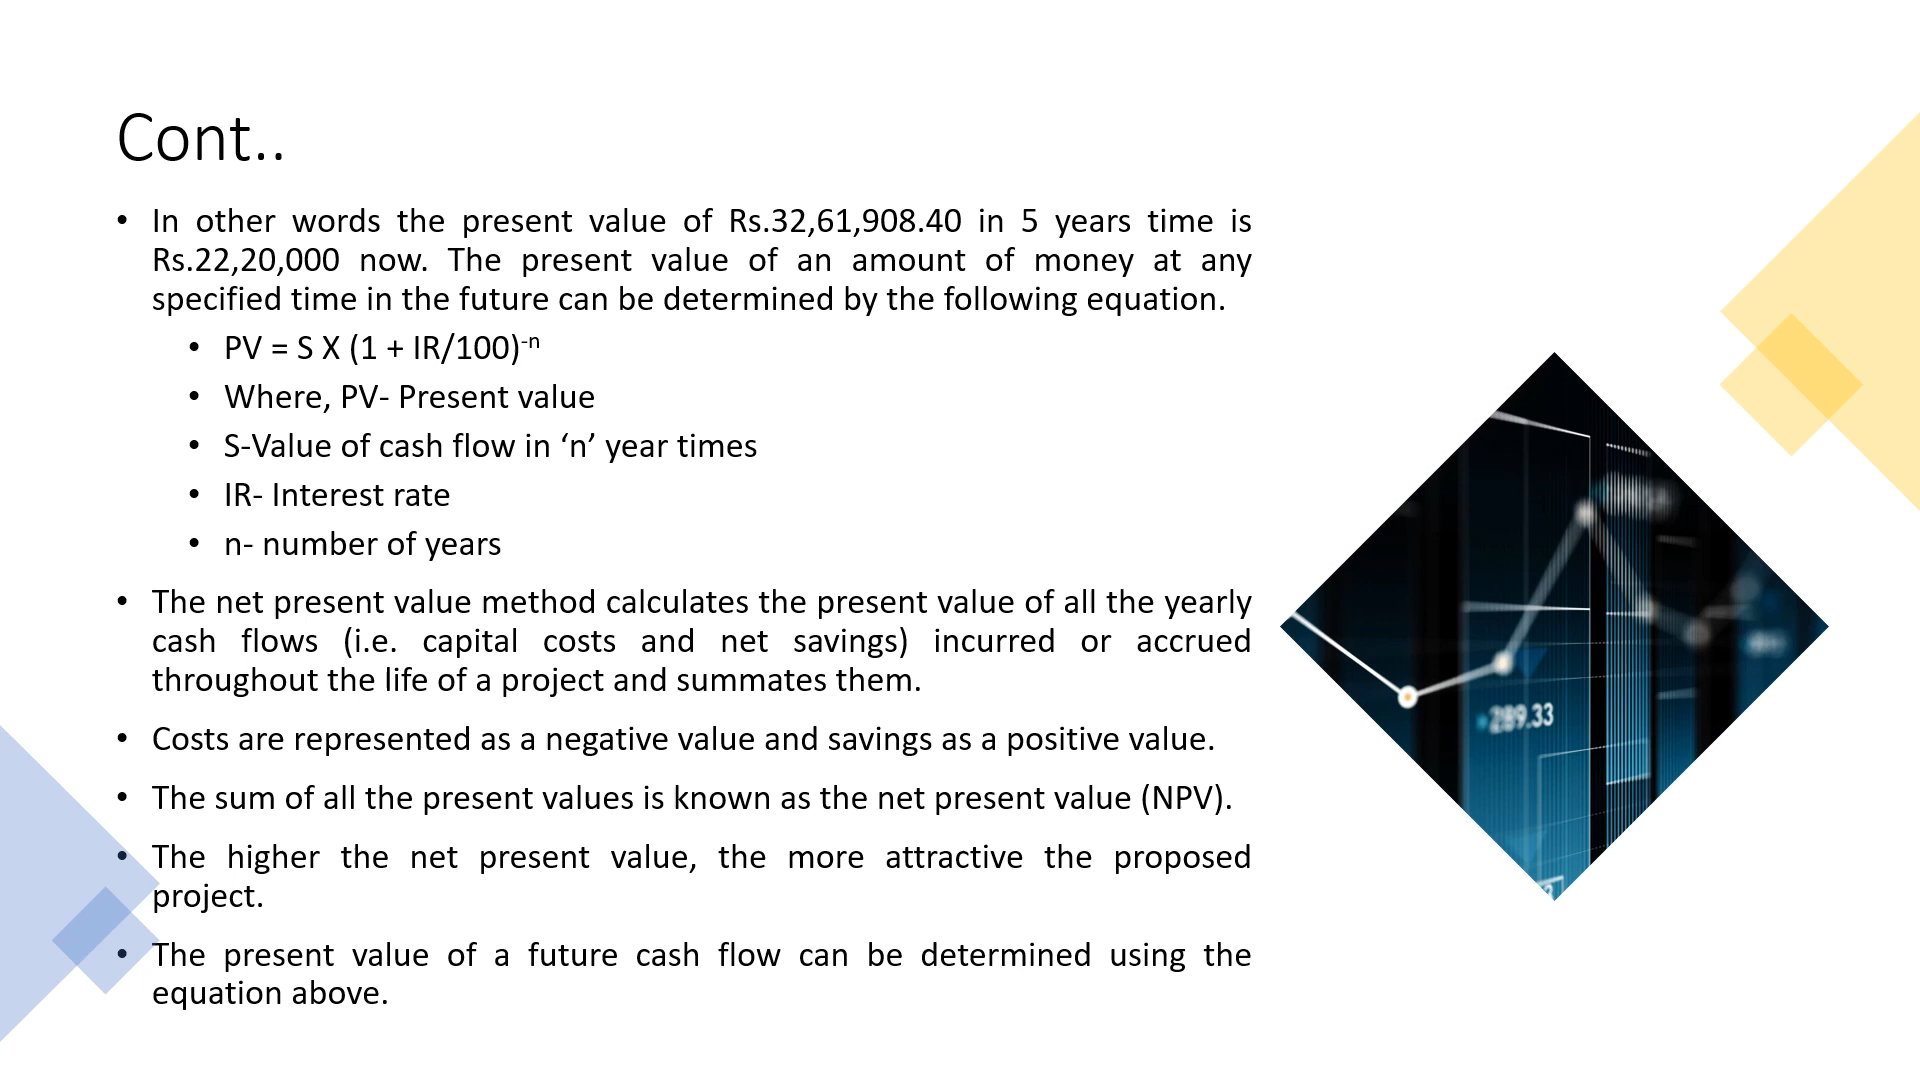 Cont..
• In other words the present value of Rs.32,61,908.40 in 5 years time is
Rs.22,20,000 now. The present value of an amount of money at any
specified time in the future can be determined by the following equation.
• PV = S X (1 + IR/100)⁻ⁿ
• Where, PV- Present value
• S-Value of cash flow in ‘n’ year times
• IR- Interest rate
• n- number of years
• The net present value method calculates the present value of all the yearly
cash flows (i.e. capital costs and net savings) incurred or accrued
throughout the life of a project and summates them.
• Costs are represented as a negative value and savings as a positive value.
• The sum of all the present values is known as the net present value (NPV).
• The higher the net present value, the more attractive the proposed
project.
• The present value of a future cash flow can be determined using the
equation above.
289.33